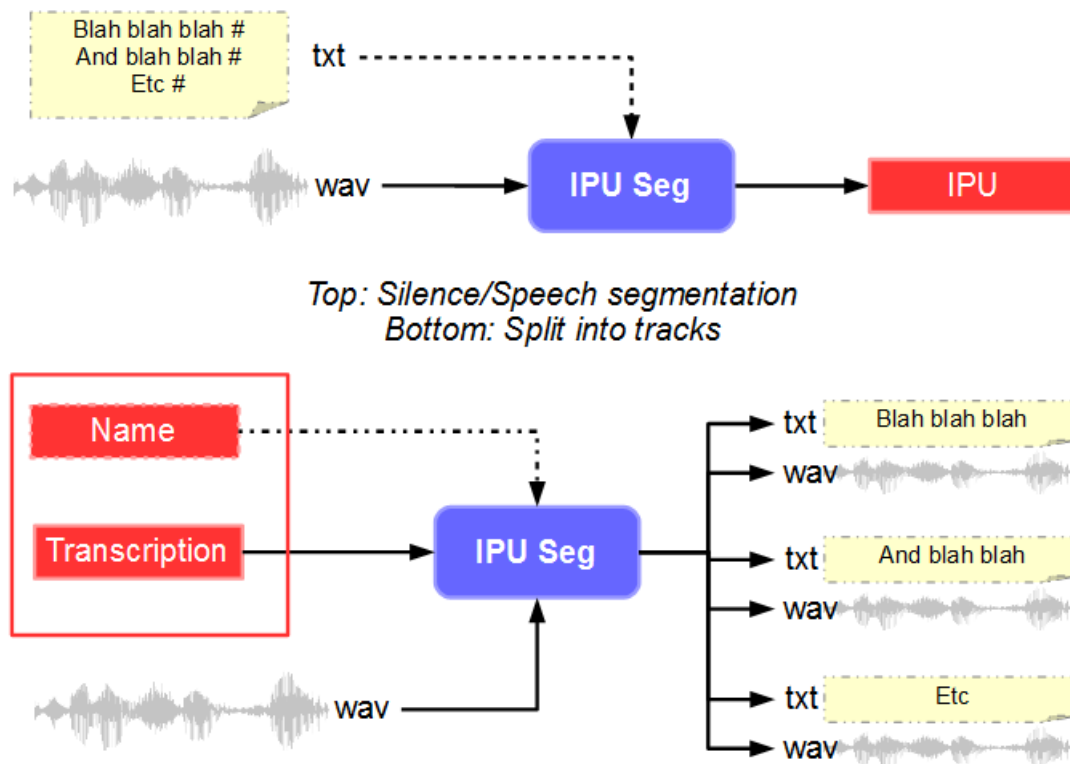 Blah blah blah #
And blah blah #
Etc #
txt
wav
IPU Seg
IPU
Top: Silence/Speech segmentation
Bottom: Split into tracks
Name
Transcription
wav
IPU Seg
txt
Blah blah blah
wav
txt
And blah blah
wav
txt
Etc
wav